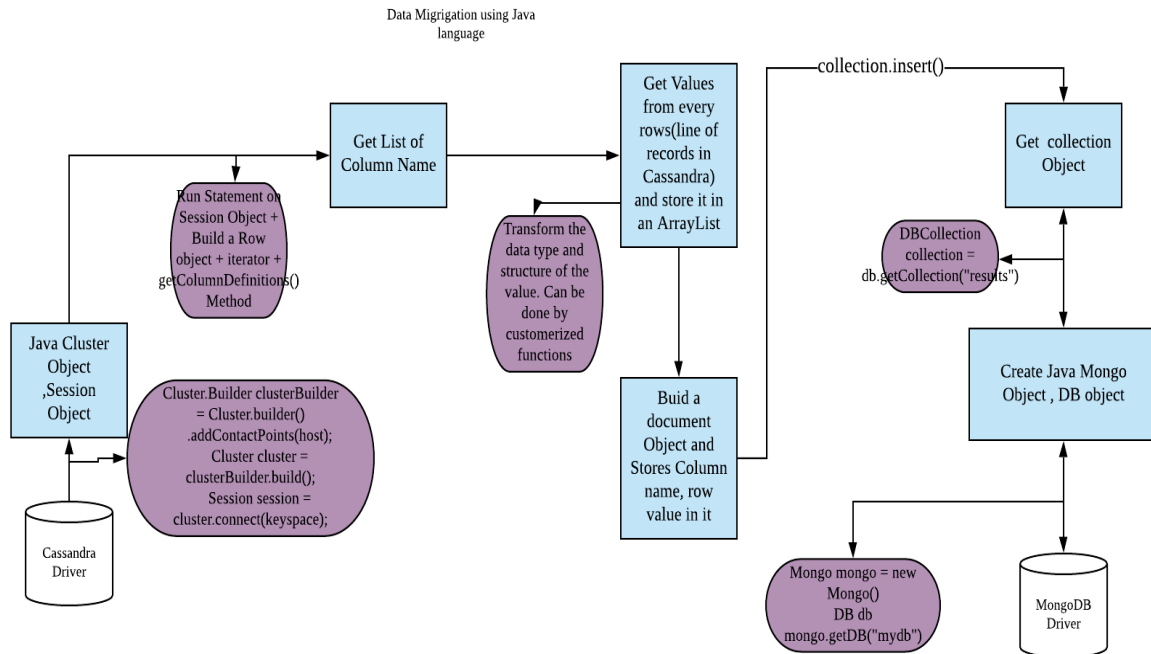 Data Migrigation using Java
language
collection.insert()
Get Values
from every
rows(line of
records in
Cassandra)
and store it in
an ArrayList
Get List of
Column Name
Get collection
Object
Run Statement on
Session Object +
Build a Row
object + iterator +
getColumnDefinitions()
Method
Transform the
data type and
structure of the
value. Can be
done by
customerized
functions
DBCollection
collection =
db.getCollection("results")
Java Cluster
Object
,Session
Object
Cluster.Builder clusterBuilder
= Cluster.builder()
.addContactPoints(host);
Cluster cluster =
clusterBuilder.build();
Session session =
cluster.connect(keyspace);
Buid a
document
Object and
Stores Column
name, row
value in it
Create Java Mongo
Object , DB object
Cassandra
Driver
Mongo mongo = new
Mongo()
DB db
mongo.getDB("mydb")
MongoDB
Driver